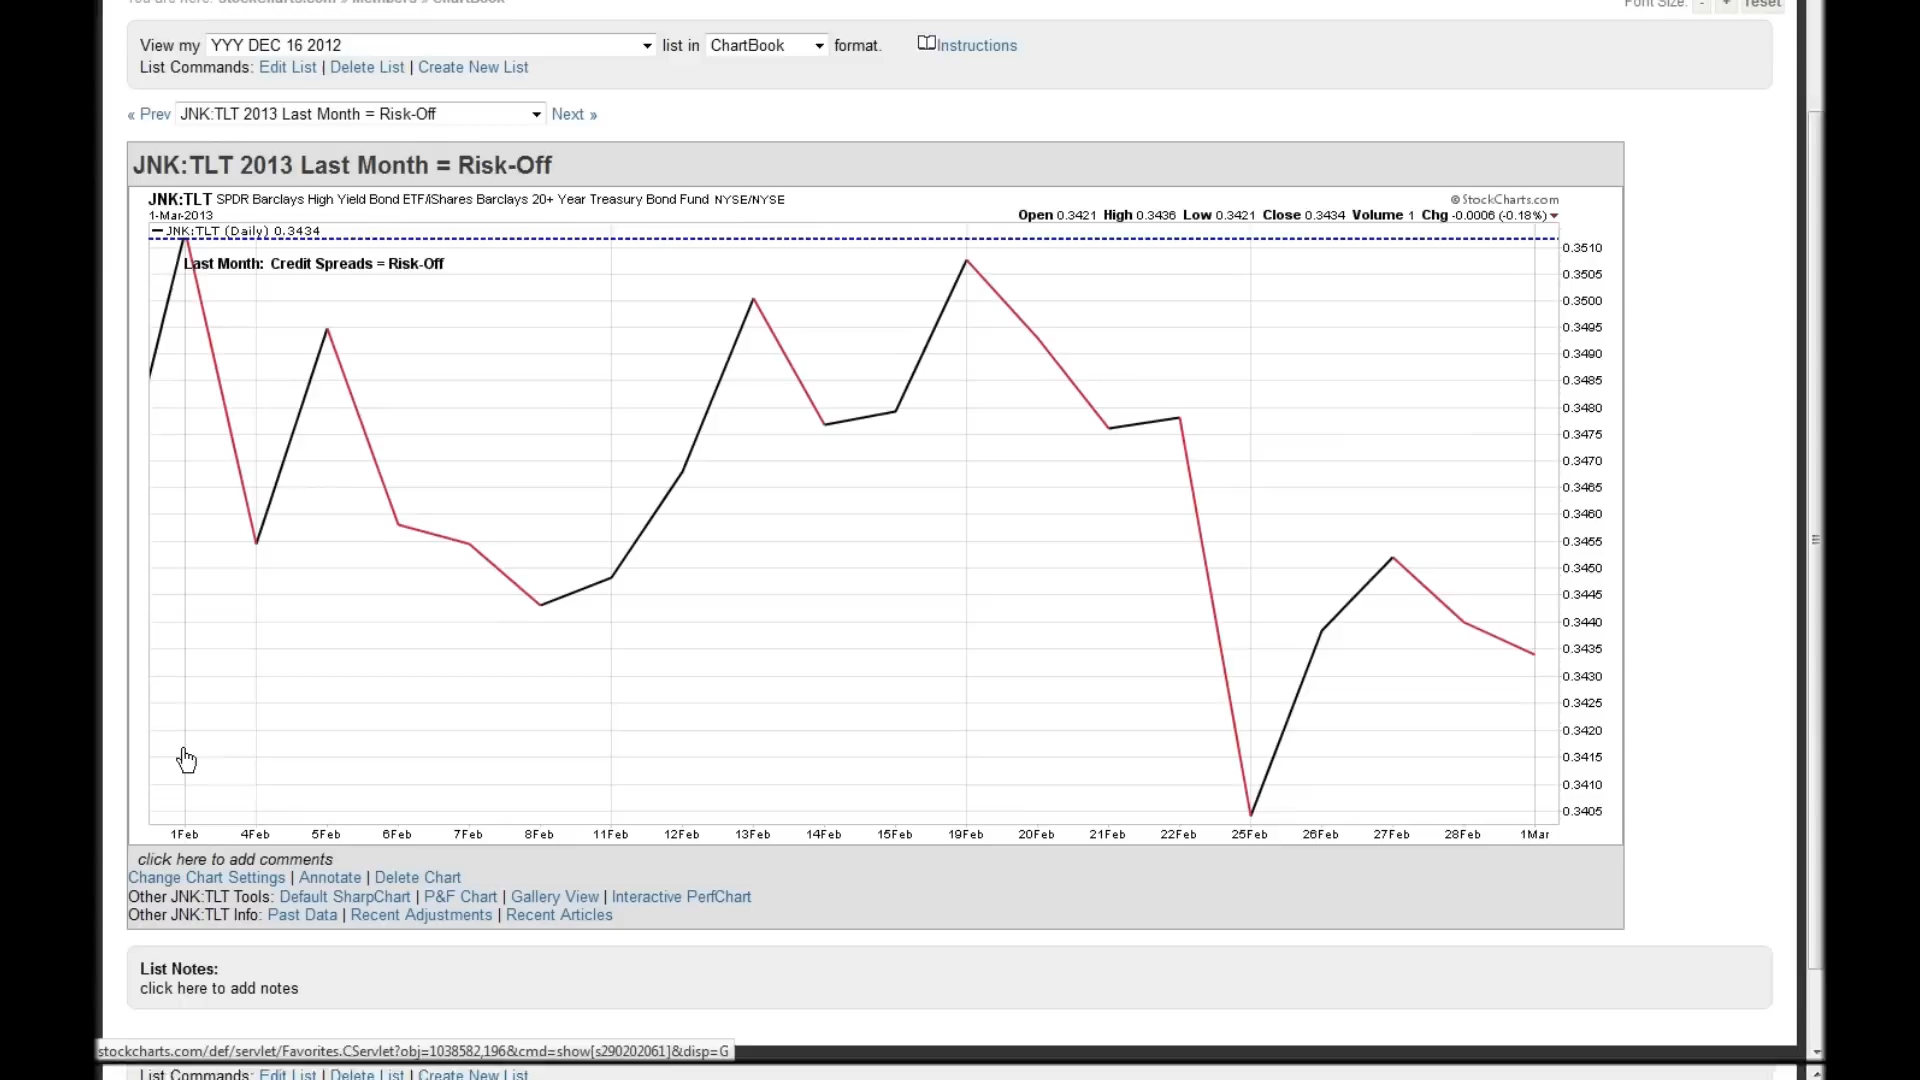 You are here: StockCharts.com » Members » ChartBook
Font Size: - + reset
View my YYY DEC 16 2012 list in ChartBook format. Instructions
List Commands: Edit List | Delete List | Create New List
« Prev JNK:TLT 2013 Last Month = Risk-Off Next »
JNK:TLT 2013 Last Month = Risk-Off
JNK:TLT SPDR Barclays High Yield Bond ETF/iShares Barclays 20+ Year Treasury Bond Fund NYSE/NYSE
© StockCharts.com
1-Mar-2013
Open 0.3421 High 0.3436 Low 0.3421 Close 0.3434 Volume 1 Chg -0.0006 (-0.18%)
JNK:TLT (Daily) 0.3434
Last Month: Credit Spreads = Risk-Off
0.3510
0.3505
0.3500
0.3495
0.3490
0.3485
0.3480
0.3475
0.3470
0.3465
0.3460
0.3455
0.3450
0.3445
0.3440
0.3435
0.3430
0.3425
0.3420
0.3415
0.3410
0.3405
1Feb 4Feb 5Feb 6Feb 7Feb 8Feb 11Feb 12Feb 13Feb 14Feb 15Feb 19Feb 20Feb 21Feb 22Feb 25Feb 26Feb 27Feb 28Feb 1Mar
click here to add comments
Change Chart Settings | Annotate | Delete Chart
Other JNK:TLT Tools: Default SharpChart | P&F Chart | Gallery View | Interactive PerfChart
Other JNK:TLT Info: Past Data | Recent Adjustments | Recent Articles
List Notes:
click here to add notes
stockcharts.com/def/servlet/Favorites.CServlet?obj=1038582,196&cmd=show[s290202061]&disp=G
List Commands: Edit List | Delete List | Create New List